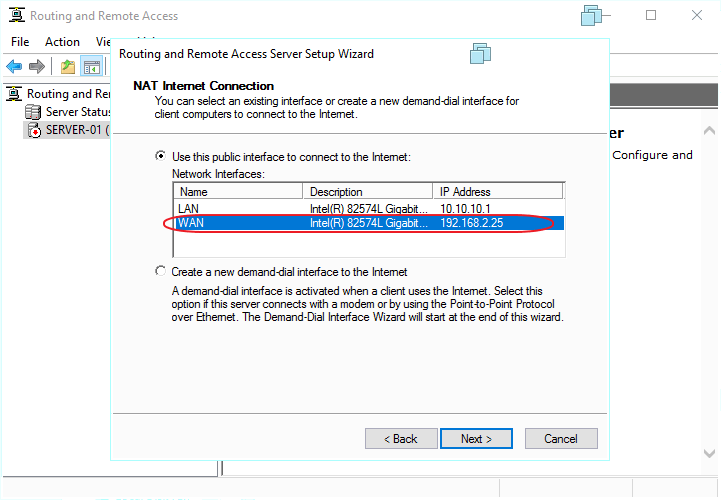 Routing and Remote Access
File Action
Routing and Remote Access Server Setup Wizard
NAT Internet Connection
You can select an existing interface or create a new demand-dial interface for
client computers to connect to the Internet.
Routing and
Server Status
SERVER-01 (
Configure and
Use this public interface to connect to the Internet:
Network Interfaces:
Name Description IP Address
LAN Intel(R) 82574L Gigabit... 10.10.10.1
WAN Intel(R) 82574L Gigabit... 192.168.2.25
Create a new demand-dial interface to the Internet
A demand-dial interface is activated when a client uses the Internet. Select this
option if this server connects with a modem or by using the Point-to-Point Protocol
over Ethernet. The Demand-Dial Interface Wizard will start at the end of this wizard.
< Back Next > Cancel